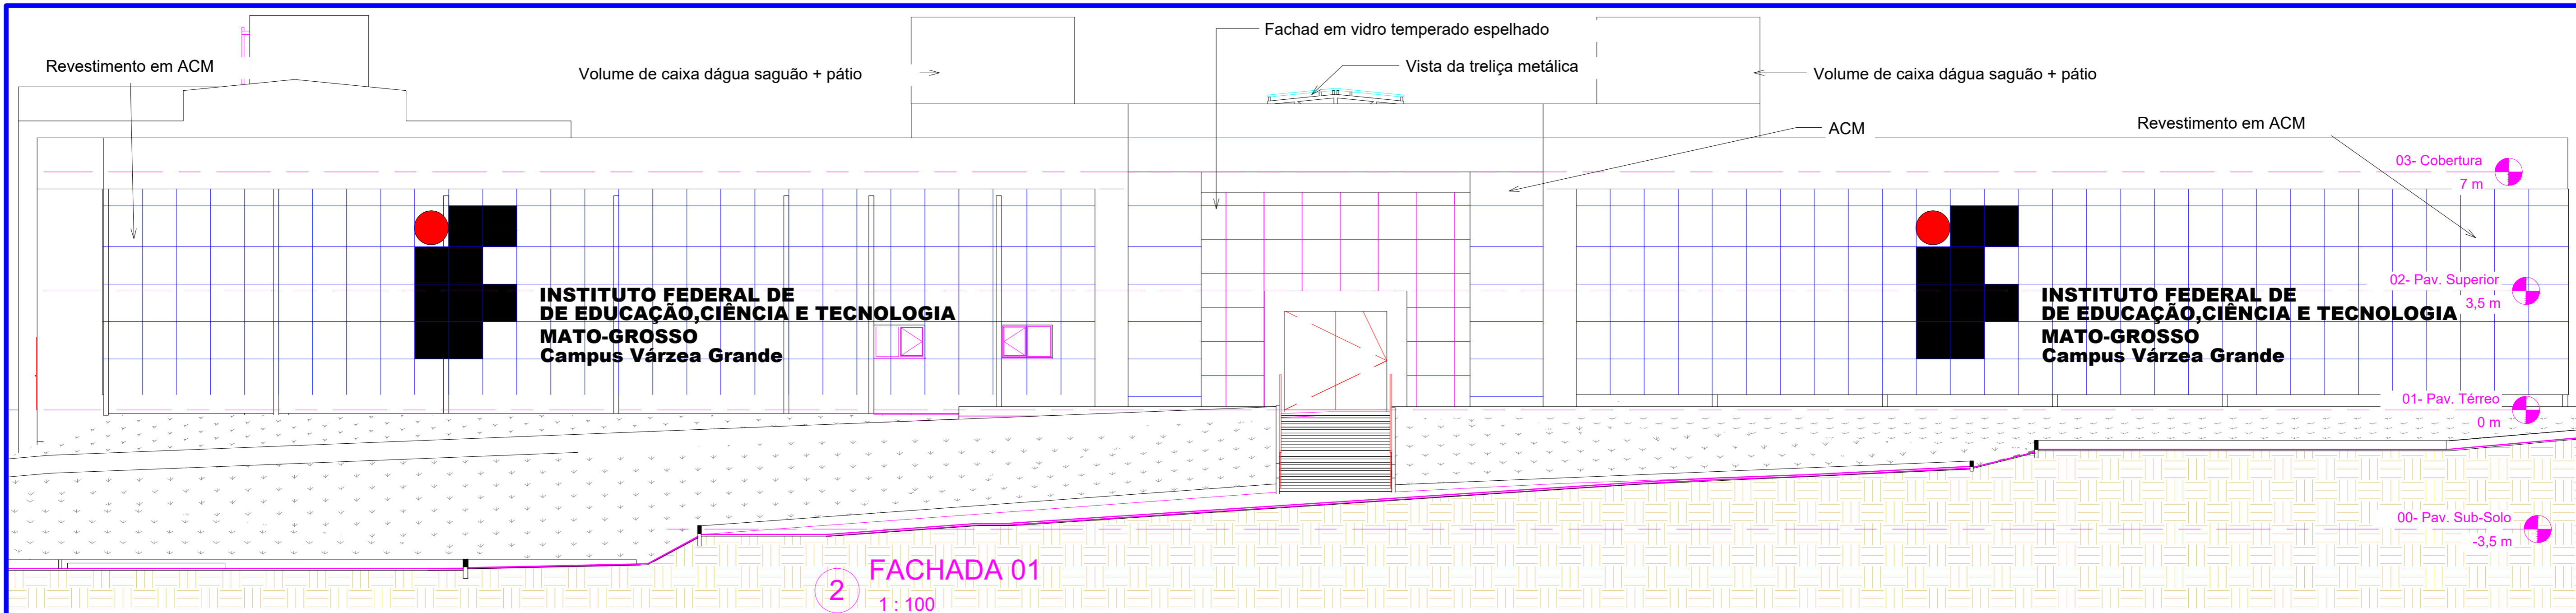 Fachad em vidro temperado espelhado
Revestimento em ACM
Volume de caixa dágua saguão + pátio
Vista da treliça metálica
Volume de caixa dágua saguão + pátio
ACM
Revestimento em ACM
03- Cobertura
7 m
02- Pav. Superior
3,5 m
INSTITUTO FEDERAL DE
DE EDUCAÇÃO,CIÊNCIA E TECNOLOGIA
MATO-GROSSO
Campus Várzea Grande
INSTITUTO FEDERAL DE
DE EDUCAÇÃO,CIÊNCIA E TECNOLOGIA
MATO-GROSSO
Campus Várzea Grande
01- Pav. Térreo
0 m
00- Pav. Sub-Solo
-3,5 m
2
FACHADA 01
1 : 100